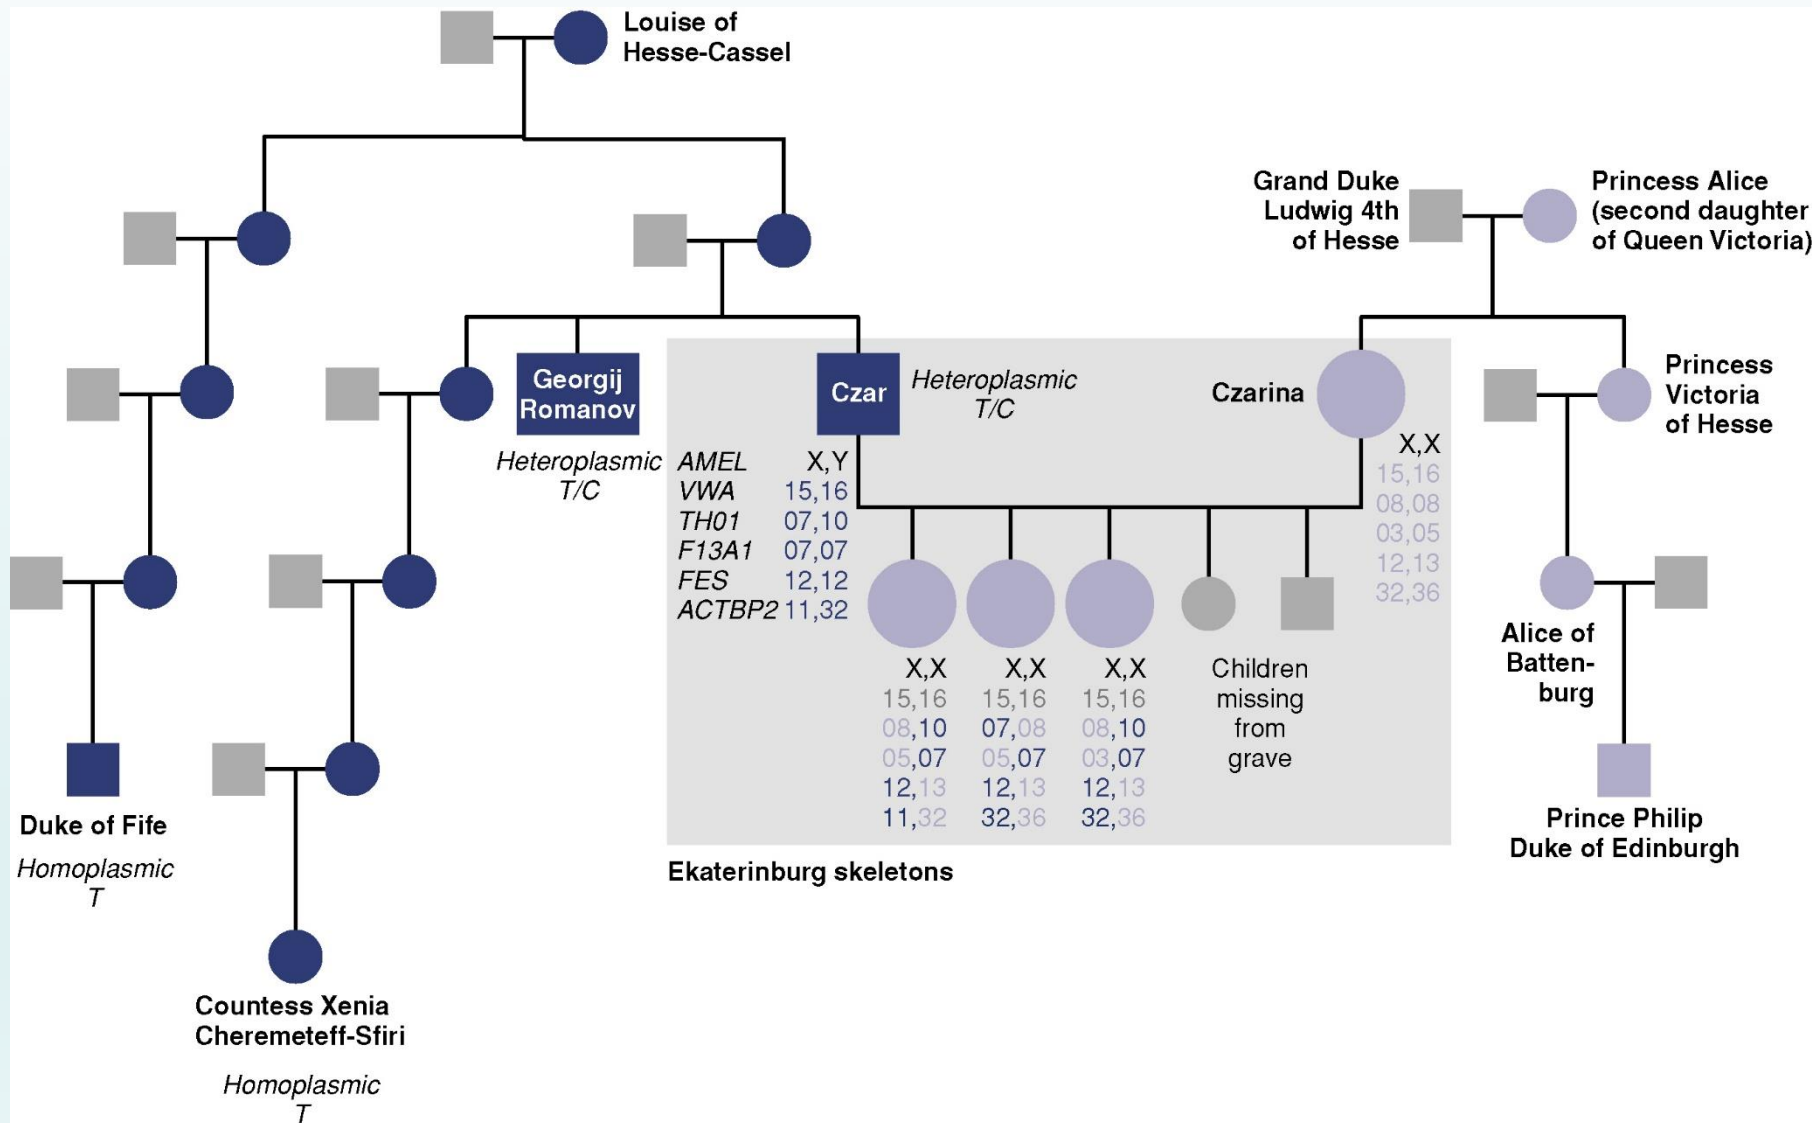 Louise of
Hesse-Cassel
Grand Duke
Ludwig 4th
of Hesse
Princess Alice
(second daughter
of Queen Victoria)
Georgij
Romanov
Heteroplasmic
T/C
Czar
Heteroplasmic
T/C
Czarina
Princess
Victoria
of Hesse
AMEL X,Y
VWA 15,16
TH01 07,10
F13A1 07,07
FES 12,12
ACTBP2 11,32
X,X
15,16
08,08
03,05
12,13
32,36
X,X
15,16
08,10
05,07
12,13
11,32
X,X
15,16
07,08
05,07
12,13
32,36
X,X
15,16
08,10
03,07
12,13
32,36
Children
missing
from
grave
Alice of
Batten-
burg
Duke of Fife
Homoplasmic
T
Prince Philip
Duke of Edinburgh
Ekaterinburg skeletons
Countess Xenia
Cheremeteff-Sfiri
Homoplasmic
T